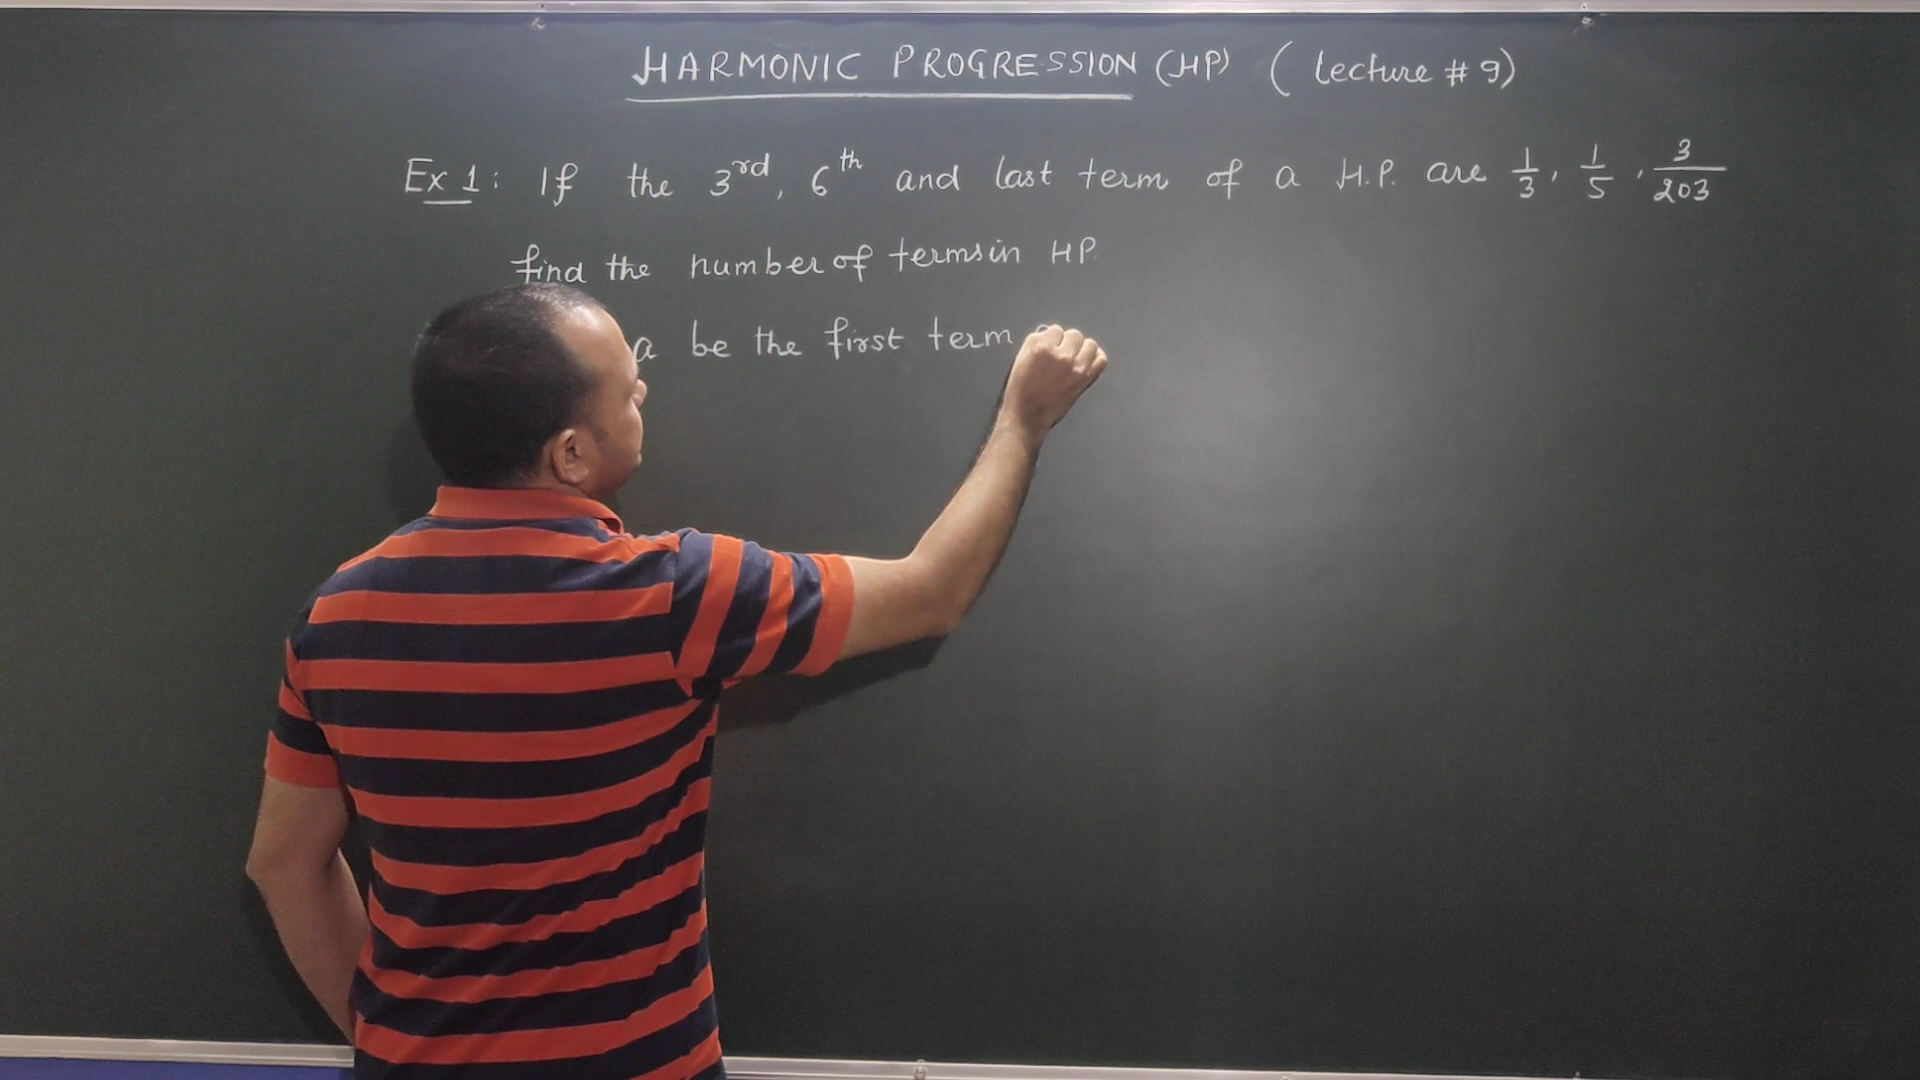 HARMONIC PROGRESSION (HP) (Lecture # 9)
Ex 1: If the 3rd, 6th and last term of a H.P. are 1/3, 1/5, 3/203
find the number of terms in HP.
a be the first term